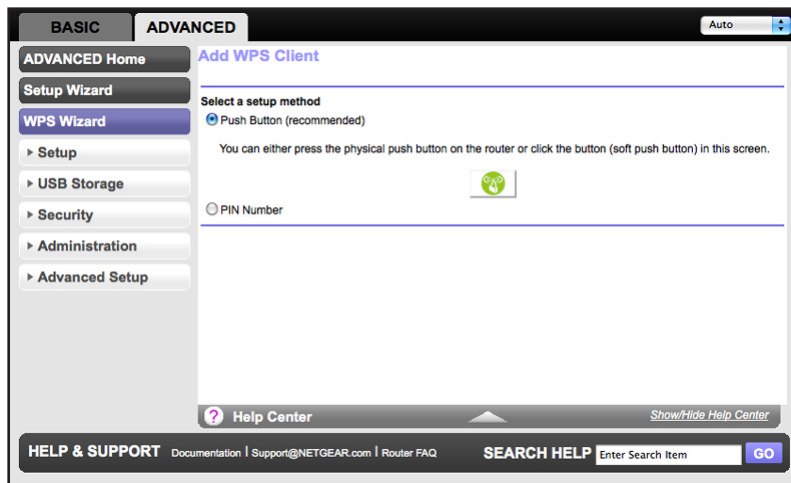 BASIC
ADVANCED
Auto
ADVANCED Home
Setup Wizard
WPS Wizard
Setup
USB Storage
Security
Administration
Advanced Setup
Add WPS Client
Select a setup method
Push Button (recommended)
You can either press the physical push button on the router or click the button (soft push button) in this screen.
PIN Number
? Help Center
Show/Hide Help Center
HELP & SUPPORT Documentation | Support@NETGEAR.com | Router FAQ
SEARCH HELP Enter Search Item GO